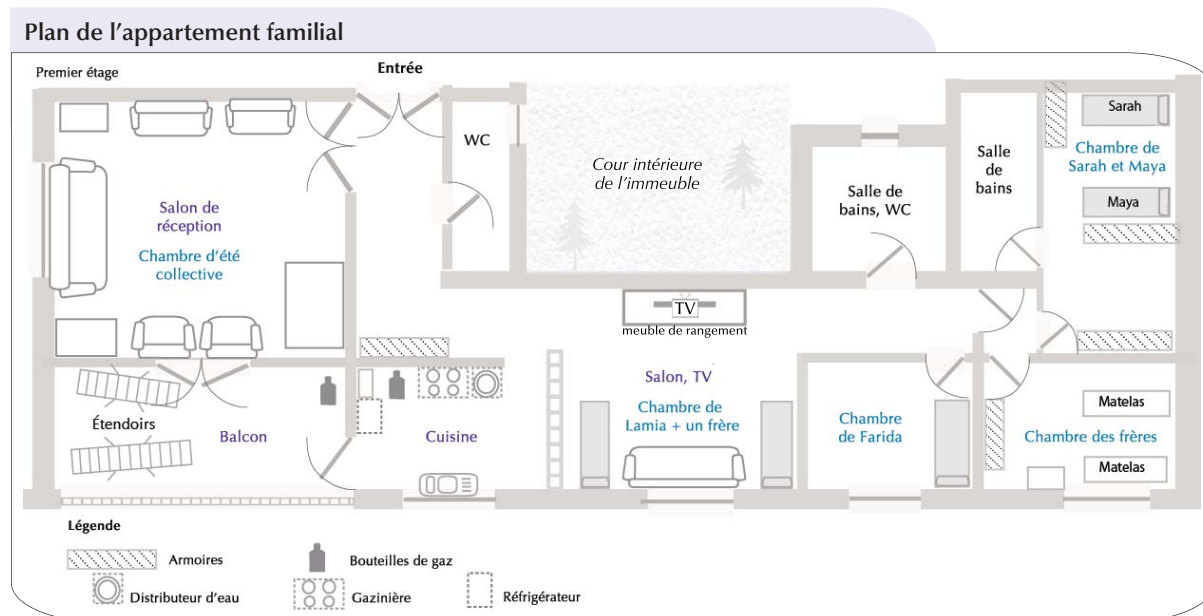 Plan de l’appartement familial
Premier étage
Entrée
WC
Cour intérieure
de l’immeuble
Salle de
bains, WC
Salle
de
bains
Sarah
Chambre de
Sarah et Maya
Maya
Salon de
réception
Chambre d’été
collective
TV
meuble de rangement
Salon, TV
Chambre de
Lamia + un frère
Étendoirs
Balcon
Cuisine
Chambre
de Farida
Matelas
Chambre des frères
Matelas
Légende
Armoires
Bouteilles de gaz
Distributeur d’eau
Gazinière
Réfrigérateur